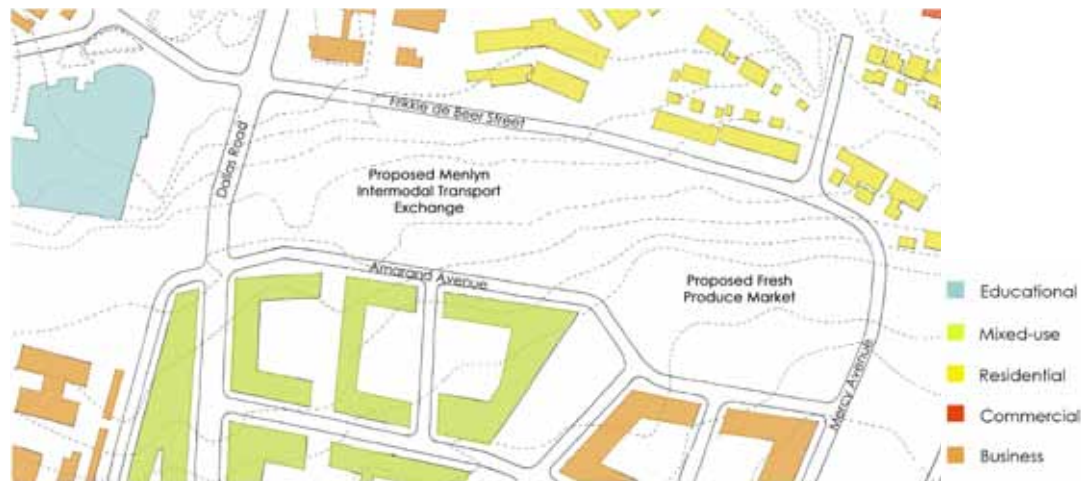 Frikkie de Beer Street
Dallas Road
Proposed Menlyn
Intermodal Transport
Exchange
Amarand Avenue
Proposed Fresh
Produce Market
Mercy Avenue
Educational
Mixed-use
Residential
Commercial
Business